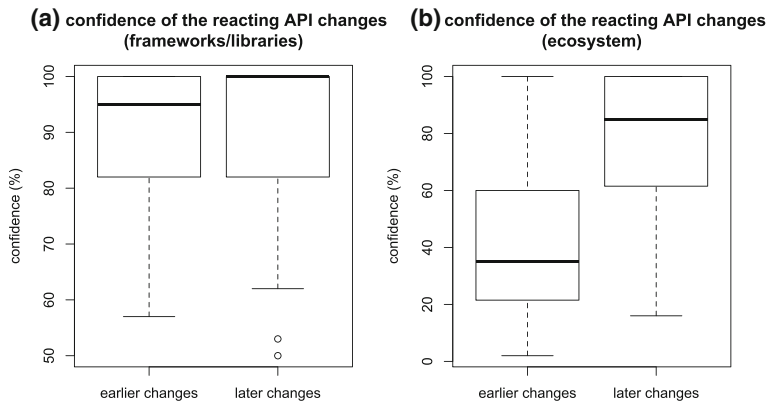 (a) confidence of the reacting API changes
(frameworks/libraries)
confidence (%)
100
90
80
70
60
50
earlier changes
later changes
(b) confidence of the reacting API changes
(ecosystem)
confidence (%)
100
80
60
40
20
0
earlier changes
later changes